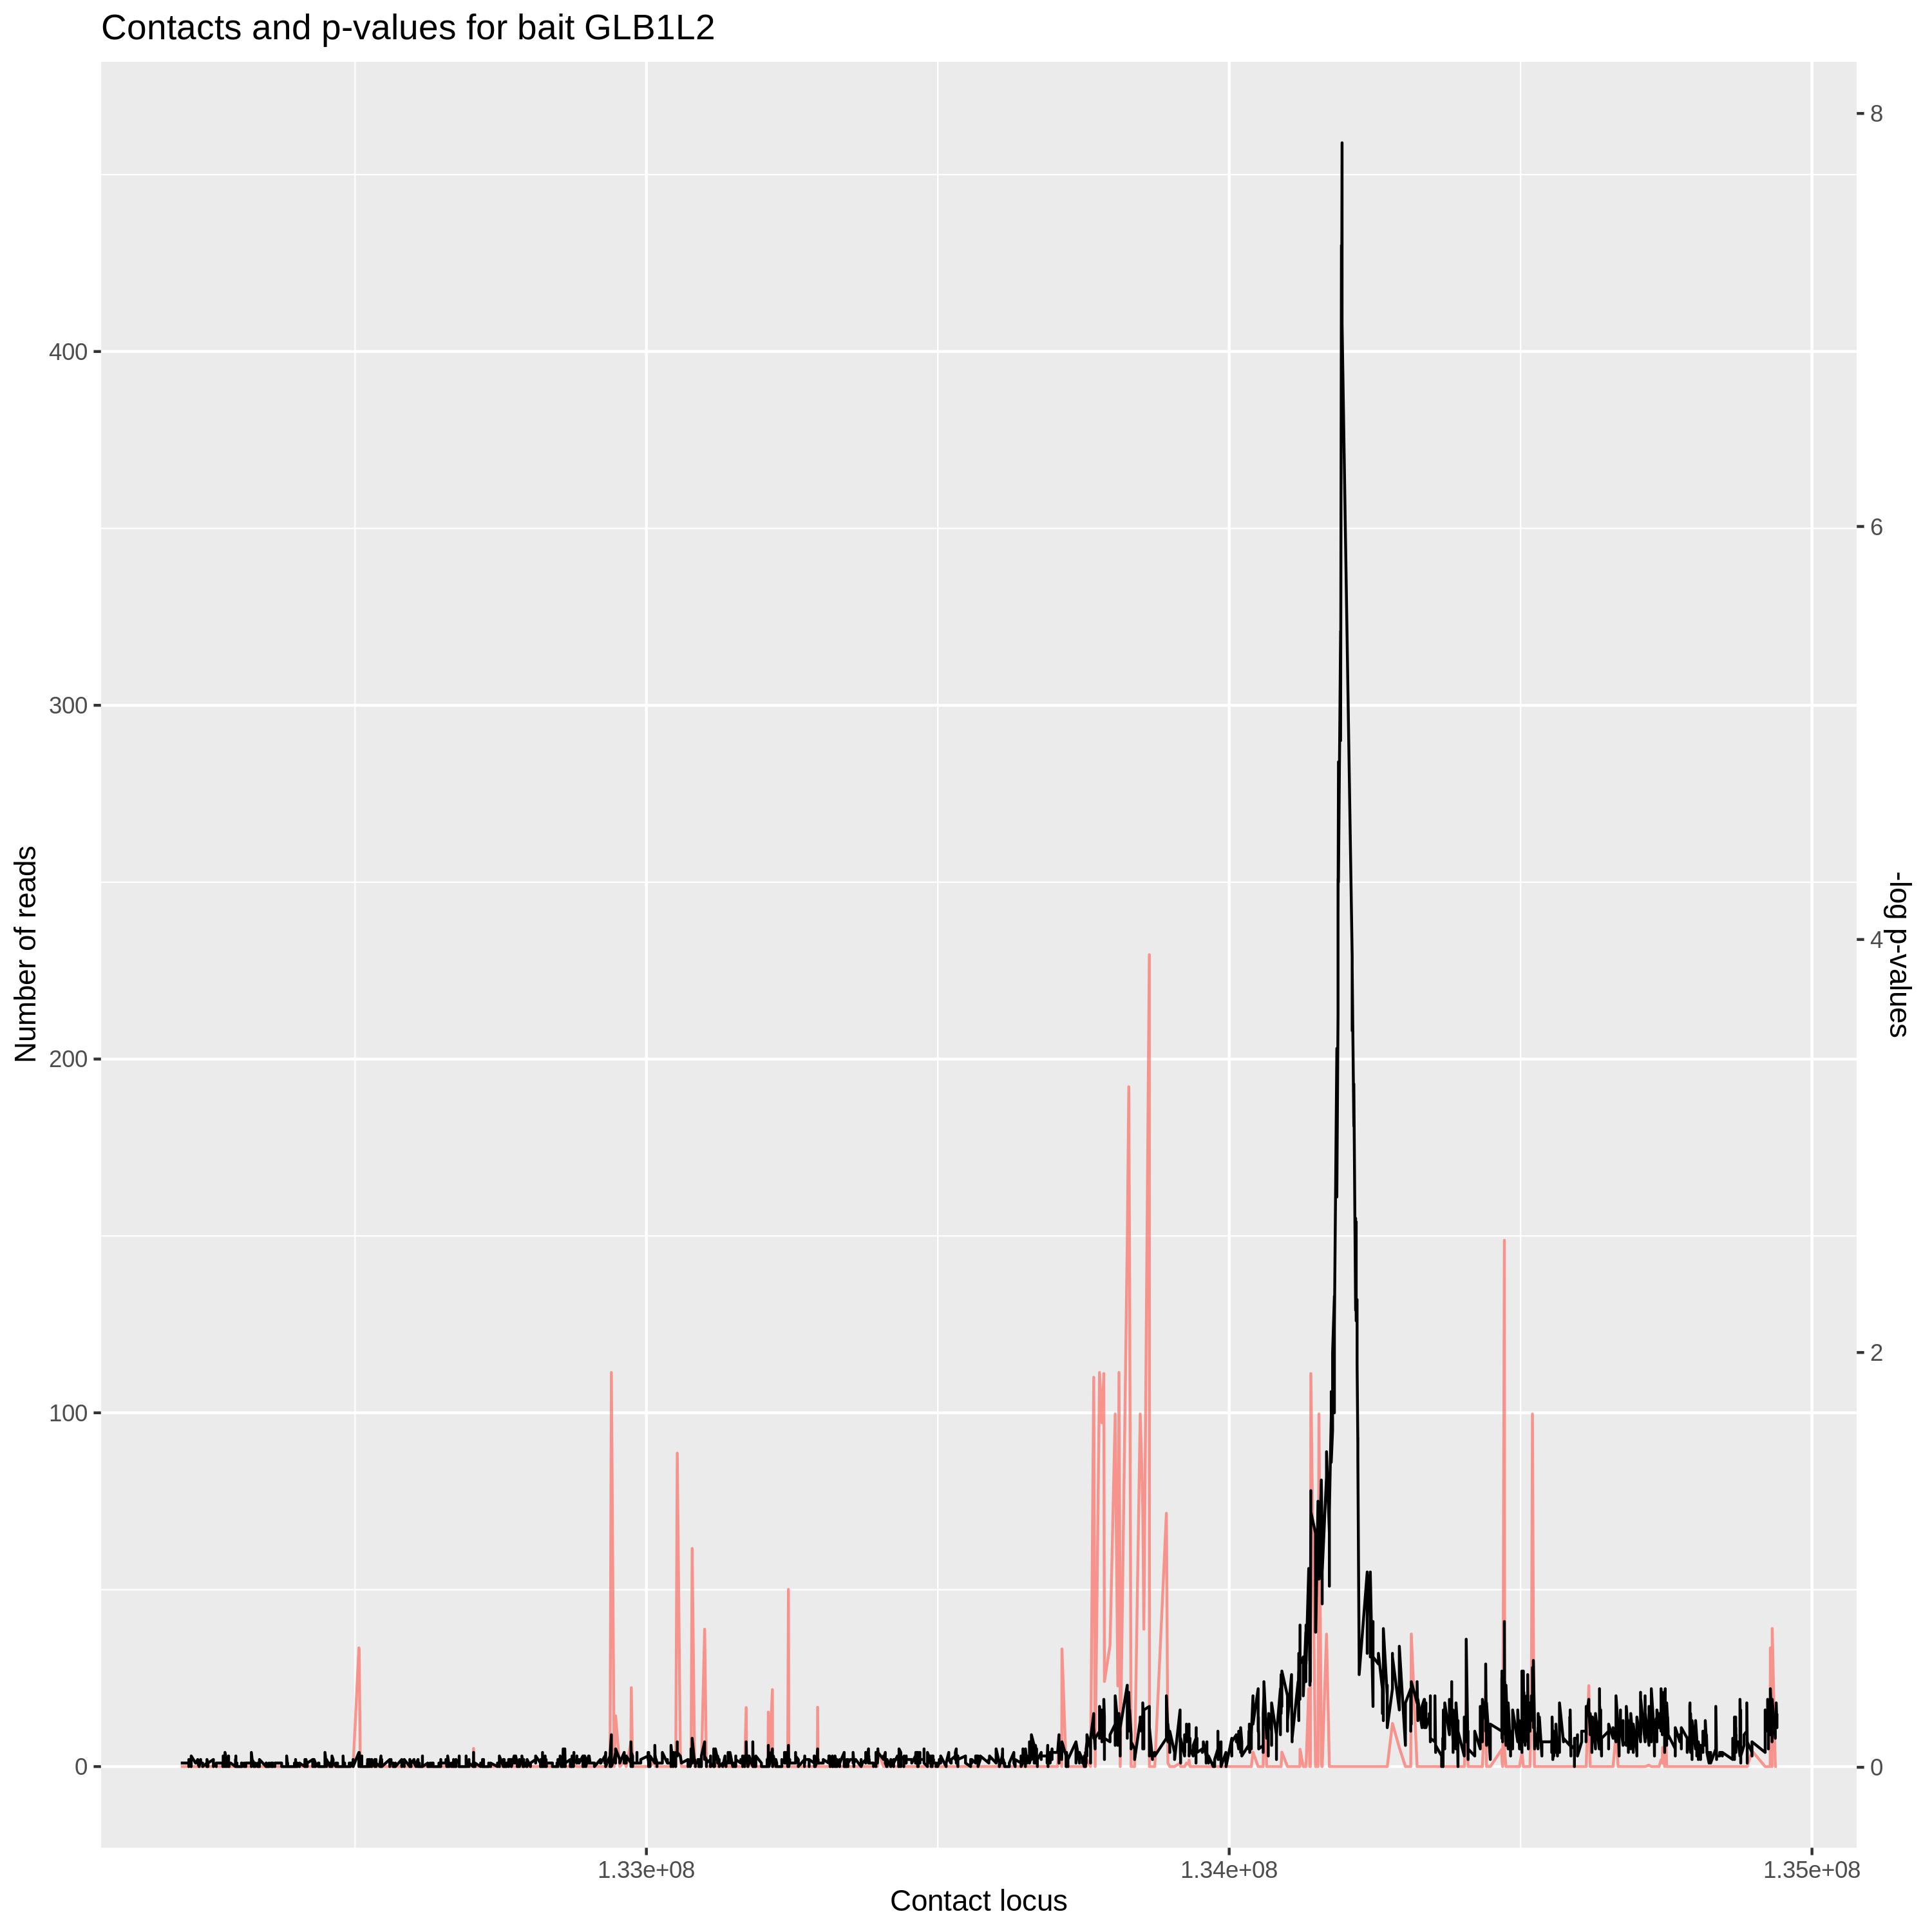 Contacts and p-values for bait GLB1L2
Number of reads
400
300
200
100
0
8
6
4
2
0
-log p-values
1.33e+08
1.34e+08
1.35e+08
Contact locus